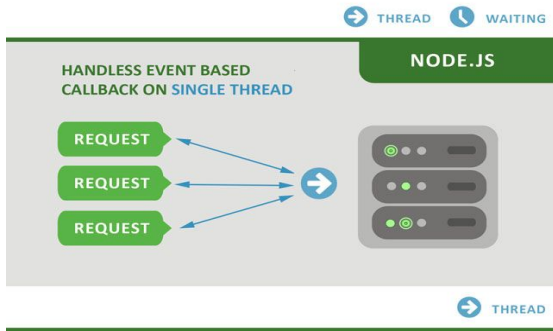 THREAD WAITING
NODE.JS
HANDLESS EVENT BASED
CALLBACK ON SINGLE THREAD
REQUEST
REQUEST
REQUEST
THREAD